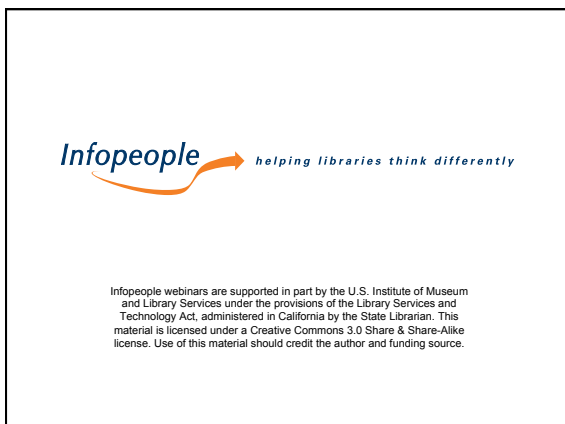 Infopeople helping libraries think differently
Infopeople webinars are supported in part by the U.S. Institute of Museum
and Library Services under the provisions of the Library Services and
Technology Act, administered in California by the State Librarian. This
material is licensed under a Creative Commons 3.0 Share & Share-Alike
license. Use of this material should credit the author and funding source.